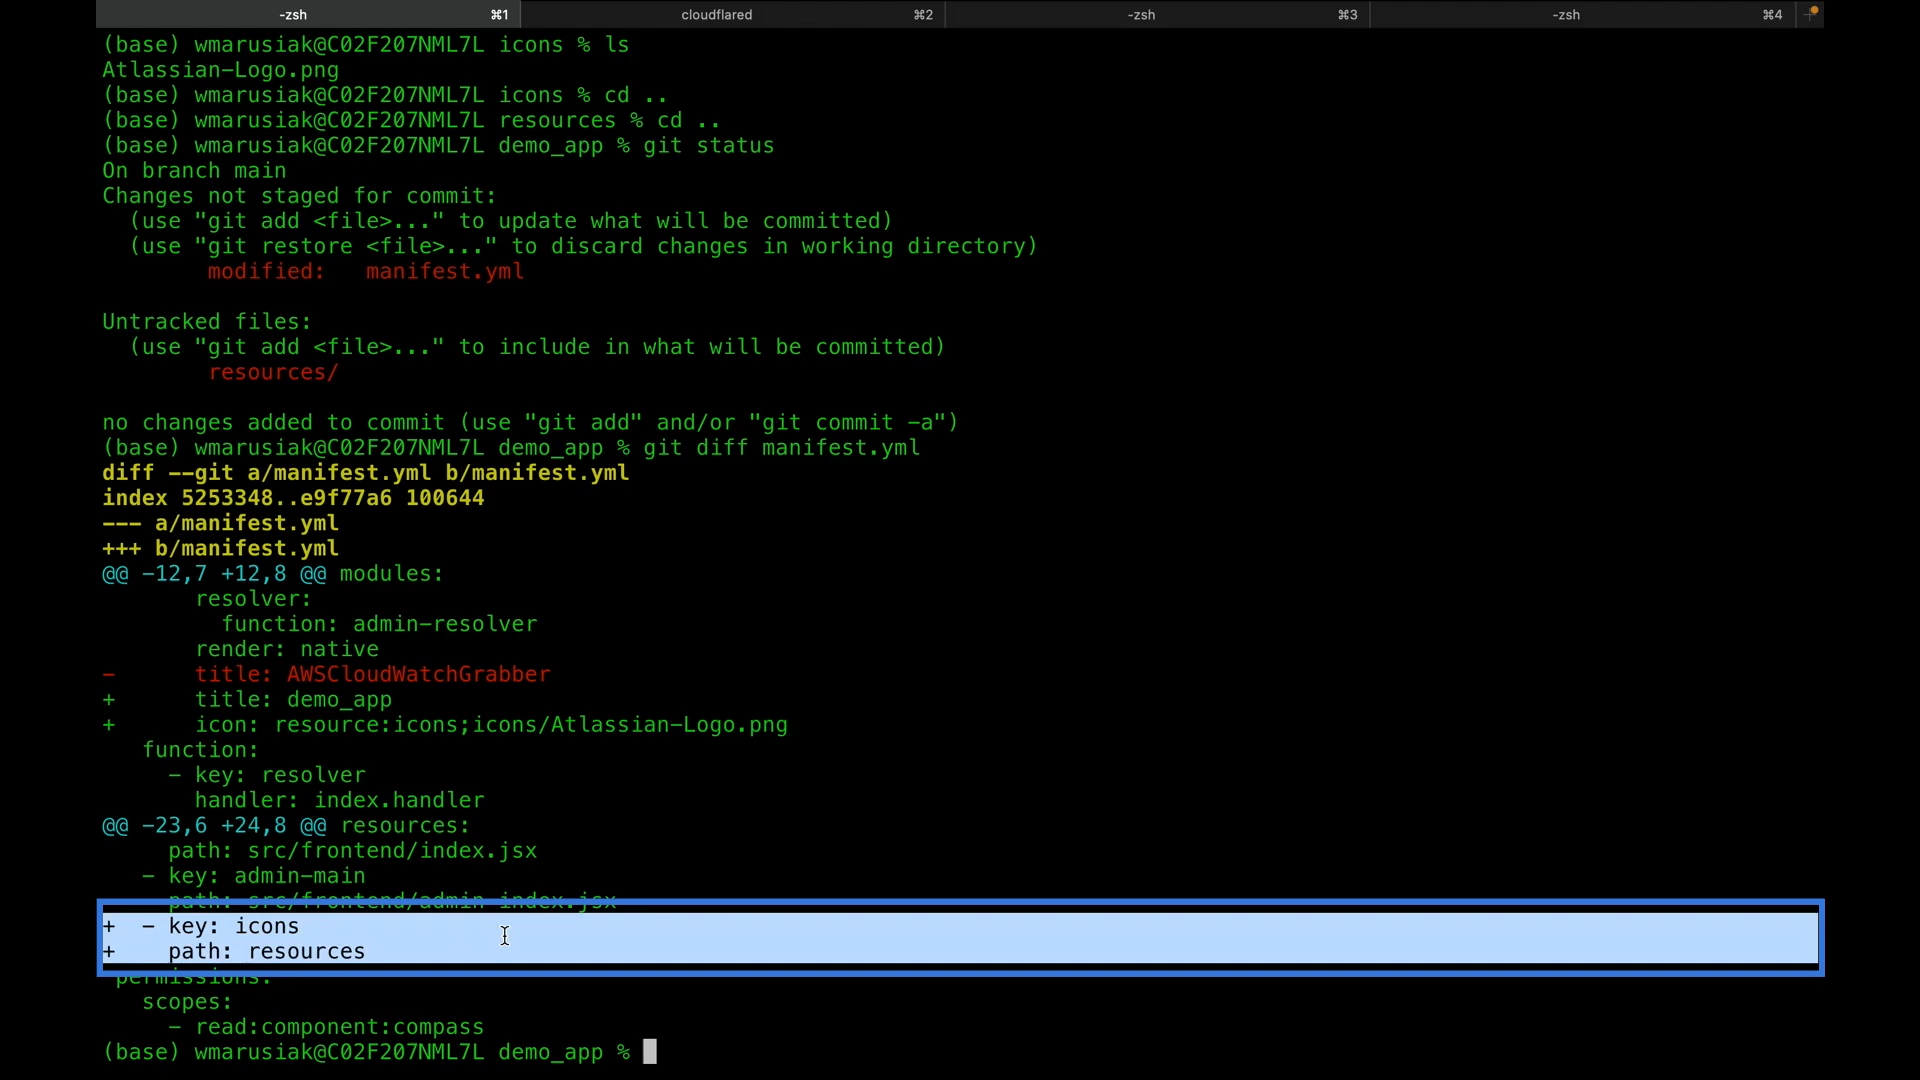 -zsh ⌘1 cloudflared ⌘2 -zsh ⌘3 -zsh ⌘4
(base) wmarusiak@C02F207NML7L icons % ls
Atlassian-Logo.png
(base) wmarusiak@C02F207NML7L icons % cd ..
(base) wmarusiak@C02F207NML7L resources % cd ..
(base) wmarusiak@C02F207NML7L demo_app % git status
On branch main
Changes not staged for commit:
  (use "git add <file>..." to update what will be committed)
  (use "git restore <file>..." to discard changes in working directory)
        modified:   manifest.yml
Untracked files:
  (use "git add <file>..." to include in what will be committed)
        resources/
no changes added to commit (use "git add" and/or "git commit -a")
(base) wmarusiak@C02F207NML7L demo_app % git diff manifest.yml
diff --git a/manifest.yml b/manifest.yml
index 5253348..e9f77a6 100644
--- a/manifest.yml
+++ b/manifest.yml
@@ -12,7 +12,8 @@ modules:
       resolver:
         function: admin-resolver
       render: native
-      title: AWSCloudWatchGrabber
+      title: demo_app
+      icon: resource:icons;icons/Atlassian-Logo.png
   function:
     - key: resolver
       handler: index.handler
@@ -23,6 +24,8 @@ resources:
     path: src/frontend/index.jsx
   - key: admin-main
     path: src/frontend/admin-index.jsx
+  - key: icons
+    path: resources
 permissions:
   scopes:
     - read:component:compass
(base) wmarusiak@C02F207NML7L demo_app %